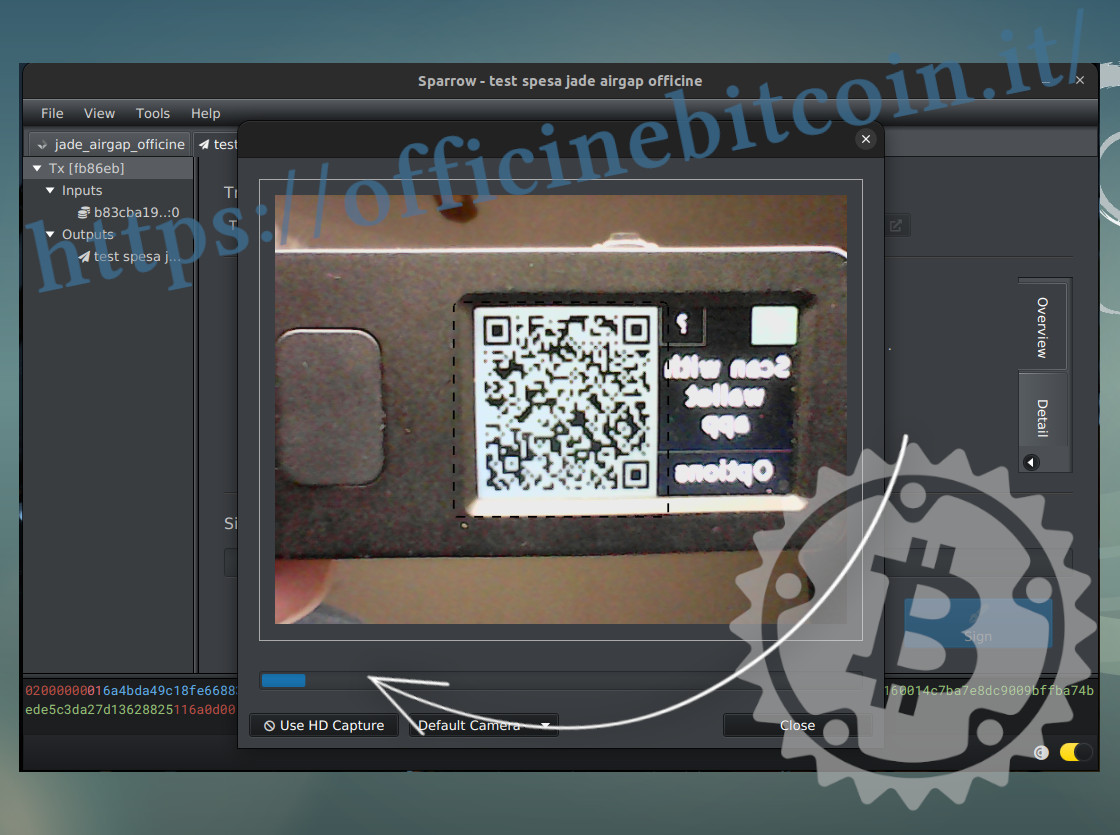 https://officinebitcoin.it/
Sparrow - test spesa jade airgap officine
File View Tools Help
jade_airgap_officine
test
Tx [fb86eb]
Inputs
b83cba19..:0
Outputs
test spesa j...
Tr
T
?
Scan with
wallet
app
Options
Overview
Detail
Si
Sign
02000000016a4bda49c18fe6688
160014c7ba7e8dc9009bffba74b
ede5c3da27d13628825116a0d00
Use HD Capture
Default Camera
Close